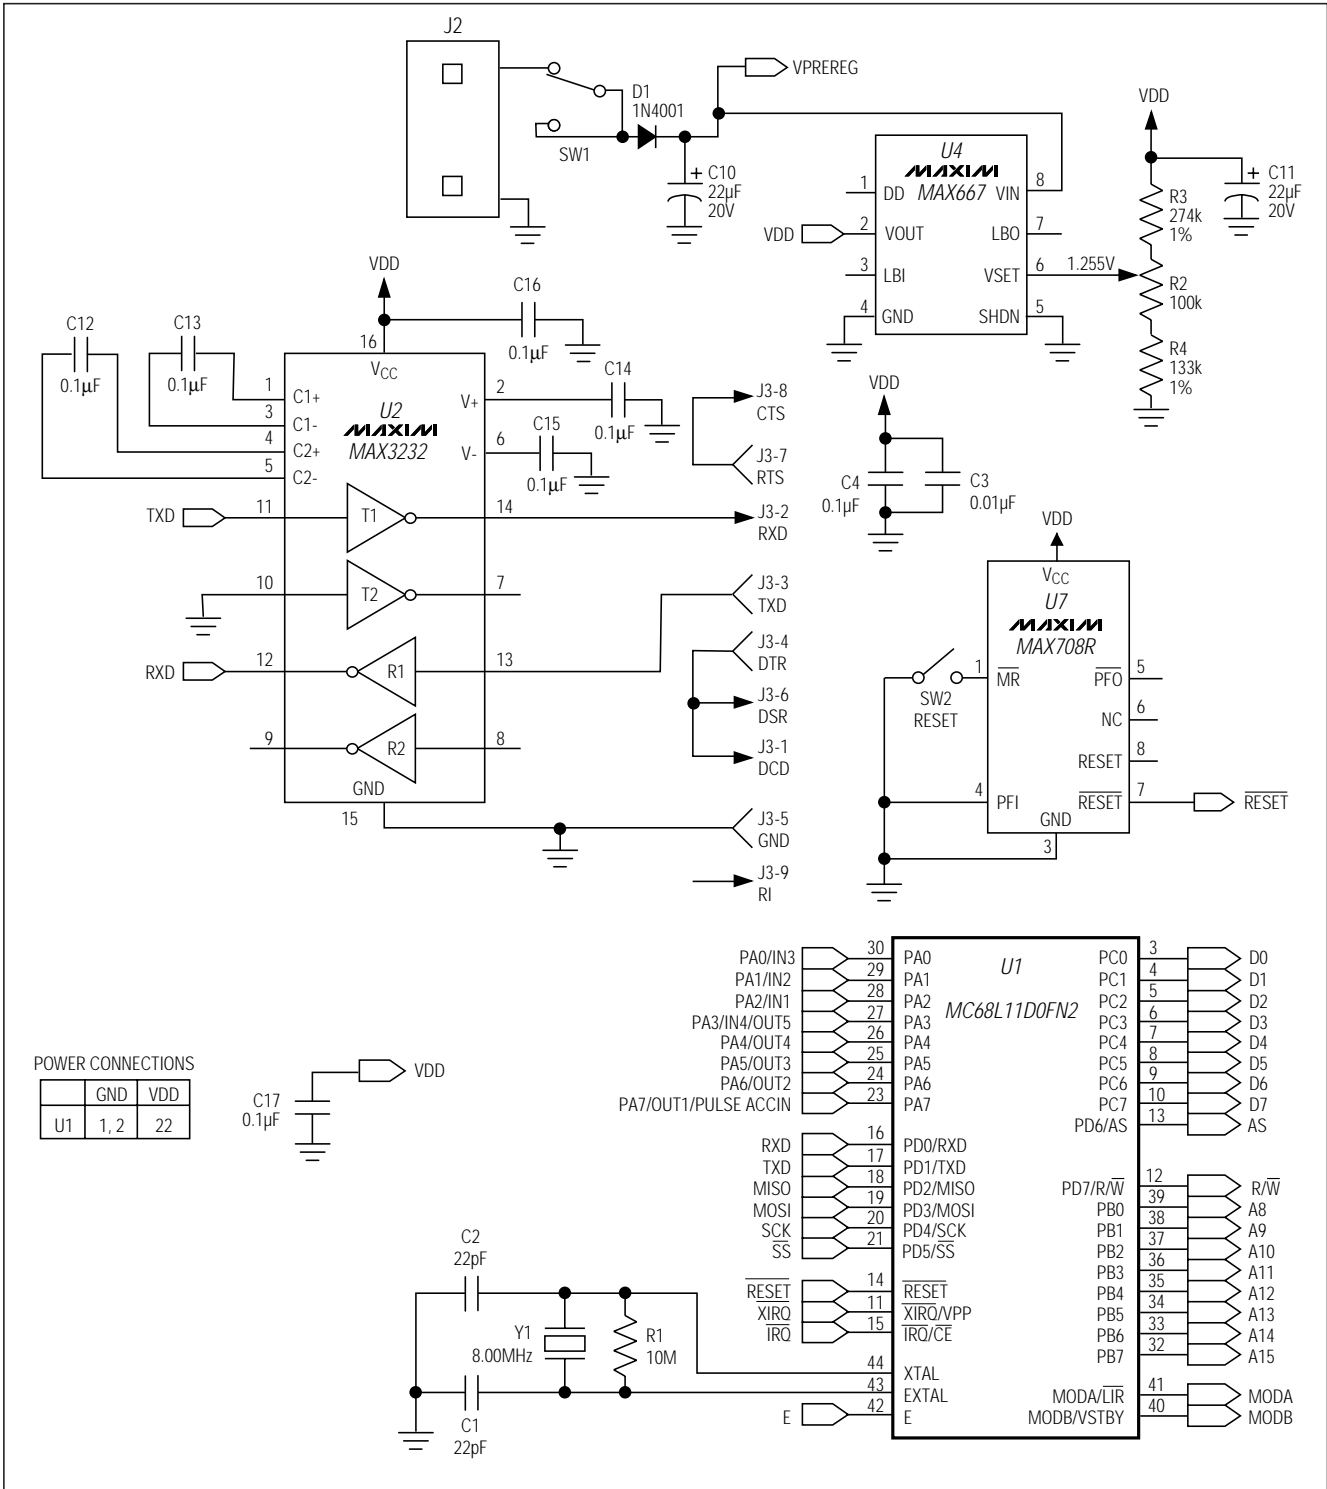 J2
VPREREG
D1
1N4001
SW1
+ C10
22µF
20V
U4
MAXIM
MAX667
1 DD
VIN 8
VDD 2 VOUT
LBO 7
3 LBI
VSET 6 1.255V
4 GND
SHDN 5
VDD
R3
274k
1%
+ C11
22µF
20V
R2
100k
R4
133k
1%
VDD
C16
0.1µF
C12
0.1µF
C13
0.1µF
16
VCC
U2
MAXIM
MAX3232
1 C1+
3 C1-
4 C2+
5 C2-
V+ 2
C14
0.1µF
V- 6
C15
0.1µF
TXD 11 T1 14
10 T2 7
RXD 12 R1 13
9 R2 8
GND
15
J3-8
CTS
J3-7
RTS
J3-2
RXD
J3-3
TXD
J3-4
DTR
J3-6
DSR
J3-1
DCD
J3-5
GND
J3-9
RI
VDD
C4
0.1µF
C3
0.01µF
VDD
VCC
U7
MAXIM
MAX708R
1 MR
PFO 5
SW2
RESET
NC 6
RESET 8
4 PFI
RESET 7 RESET
GND
3
U1
MC68L11D0FN2
PA0/IN3 30 PA0
PA1/IN2 29 PA1
PA2/IN1 28 PA2
PA3/IN4/OUT5 27 PA3
PA4/OUT4 26 PA4
PA5/OUT3 25 PA5
PA6/OUT2 24 PA6
PA7/OUT1/PULSE ACCIN 23 PA7
RXD 16 PD0/RXD
TXD 17 PD1/TXD
MISO 18 PD2/MISO
MOSI 19 PD3/MOSI
SCK 20 PD4/SCK
SS 21 PD5/SS
RESET 14 RESET
XIRQ 11 XIRQ/VPP
IRQ 15 IRQ/CE
44 XTAL
43 EXTAL
E 42 E
PC0 3 D0
PC1 4 D1
PC2 5 D2
PC3 6 D3
PC4 7 D4
PC5 8 D5
PC6 9 D6
PC7 10 D7
PD6/AS 13 AS
PD7/R/W 12 R/W
PB0 39 A8
PB1 38 A9
PB2 37 A10
PB3 36 A11
PB4 35 A12
PB5 34 A13
PB6 33 A14
PB7 32 A15
MODA/LIR 41 MODA
MODB/VSTBY 40 MODB
POWER CONNECTIONS
GND VDD
U1 1, 2 22
VDD
C17
0.1µF
C2
22pF
Y1
8.00MHz
R1
10M
C1
22pF